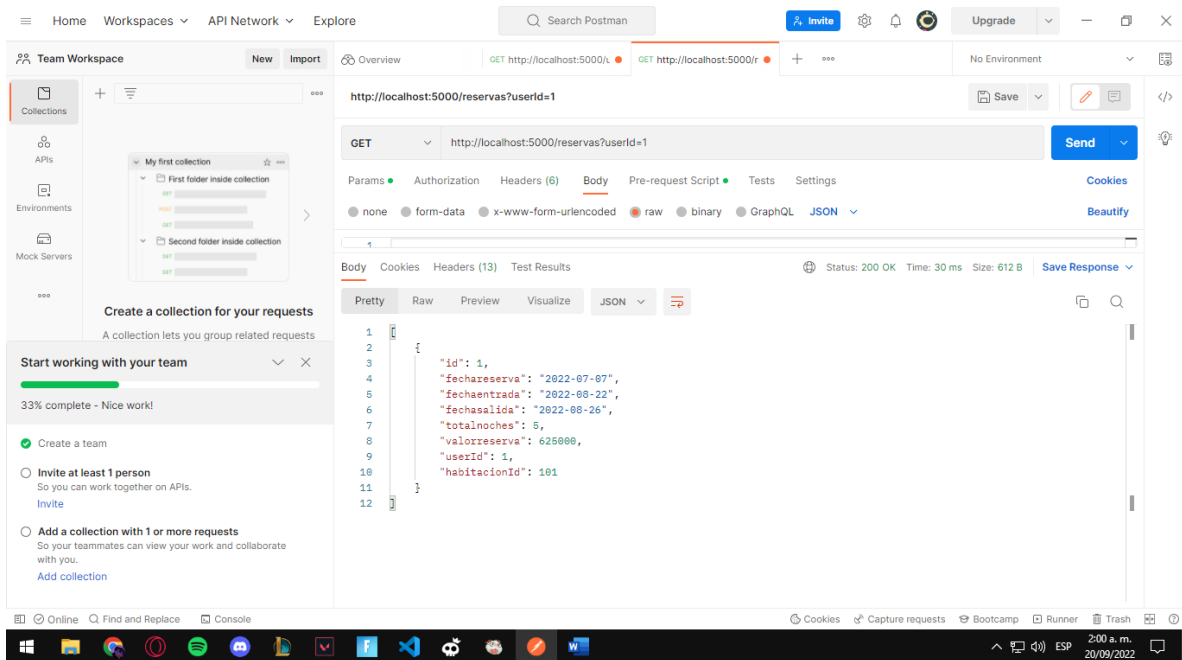 Home Workspaces API Network Explore Search Postman Invite Upgrade
Team Workspace New Import Overview GET http://localhost:5000/u GET http://localhost:5000/r No Environment
Collections
APIs
Environments
Mock Servers
My first collection
First folder inside collection
GET
POST
GET
Second folder inside collection
GET
GET
Create a collection for your requests
A collection lets you group related requests
Start working with your team
33% complete - Nice work!
Create a team
Invite at least 1 person
So you can work together on APIs.
Invite
Add a collection with 1 or more requests
So your teammates can view your work and collaborate
with you.
Add collection
http://localhost:5000/reservas?userId=1 Save
GET http://localhost:5000/reservas?userId=1 Send
Params Authorization Headers (6) Body Pre-request Script Tests Settings Cookies
none form-data x-www-form-urlencoded raw binary GraphQL JSON Beautify
1
Body Cookies Headers (13) Test Results Status: 200 OK Time: 30 ms Size: 612 B Save Response
Pretty Raw Preview Visualize JSON
1 [
2 {
3 "id": 1,
4 "fechareserva": "2022-07-07",
5 "fechaentrada": "2022-08-22",
6 "fechasalida": "2022-08-26",
7 "totalnoches": 5,
8 "valorreserva": 625000,
9 "userId": 1,
10 "habitacionId": 101
11 }
12 ]
Online Find and Replace Console Cookies Capture requests Bootcamp Runner Trash
ESP 2:00 a. m.
20/09/2022